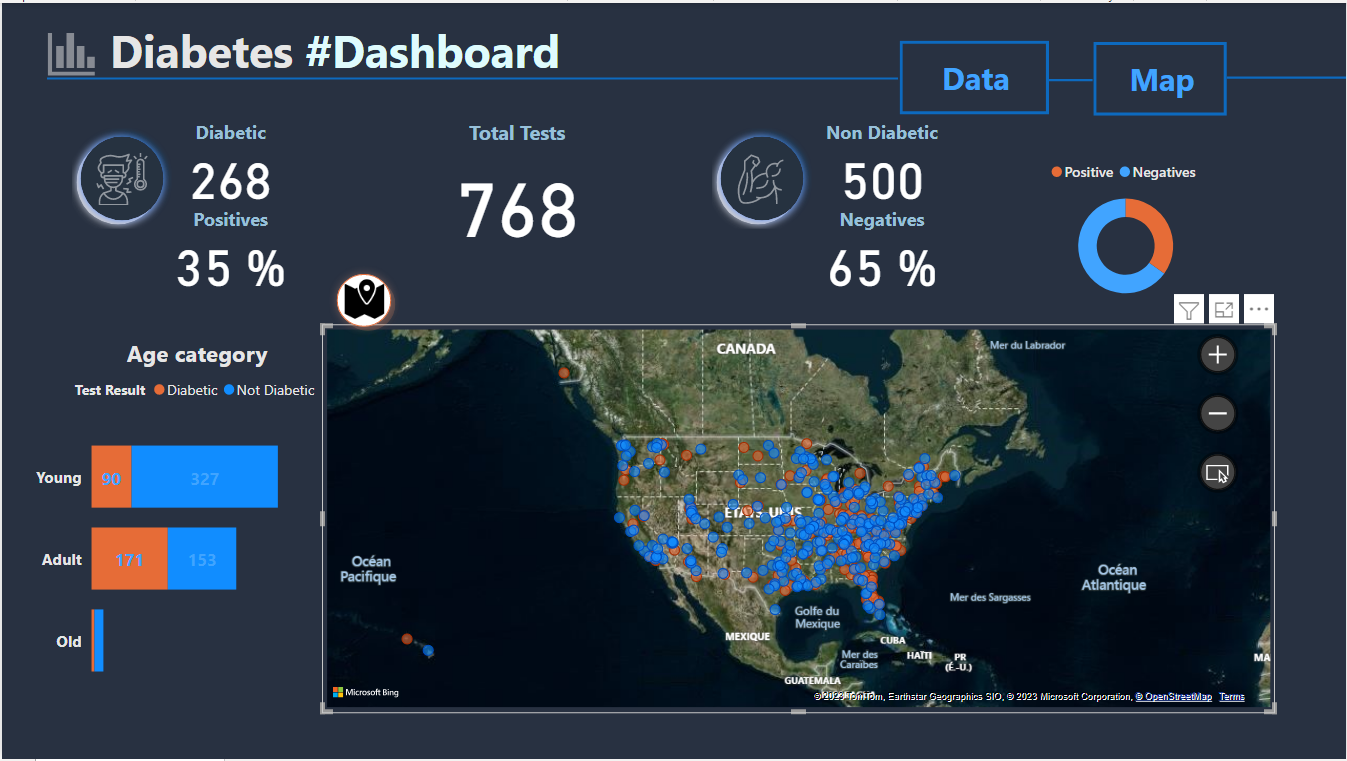 Diabetes #Dashboard
Data
Map
Diabetic
268
Positives
35 %
Total Tests
768
Non Diabetic
500
Negatives
65 %
Positive Negatives
Age category
Test Result Diabetic Not Diabetic
Young 90 327
Adult 171 153
Old
CANADA
Mer du Labrador
ÉTATS-UNIS
Océan
Pacifique
Océan
Atlantique
Mer des Sargasses
Golfe du
Mexique
MEXIQUE
CUBA
Mer des
Caraïbes
HAÏTI
PR
(É.-U.)
MA
GUATEMALA
Microsoft Bing
© 2023 TomTom, Earthstar Geographics SIO, © 2023 Microsoft Corporation, © OpenStreetMap Terms